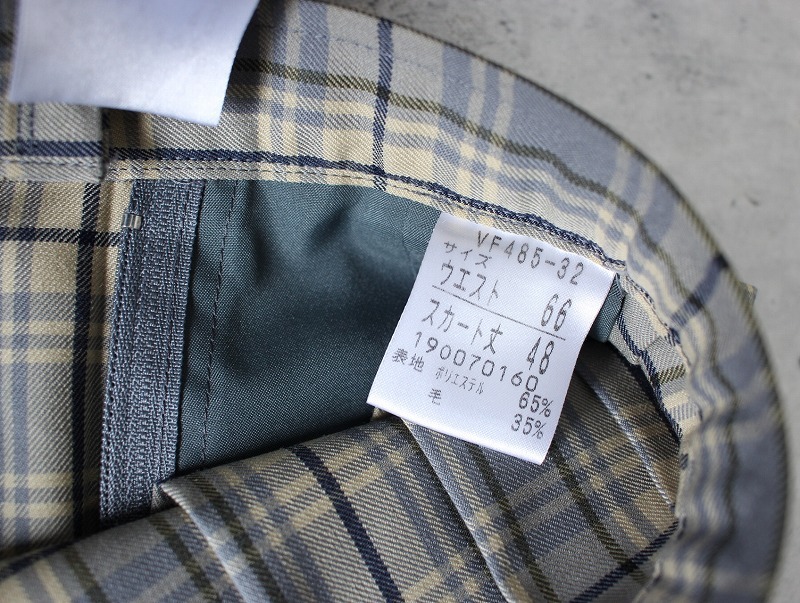 VF485-32
サイズ
ウエスト 66
スカート丈 48
190070160
表地 ポリエステル 65%
毛 35%